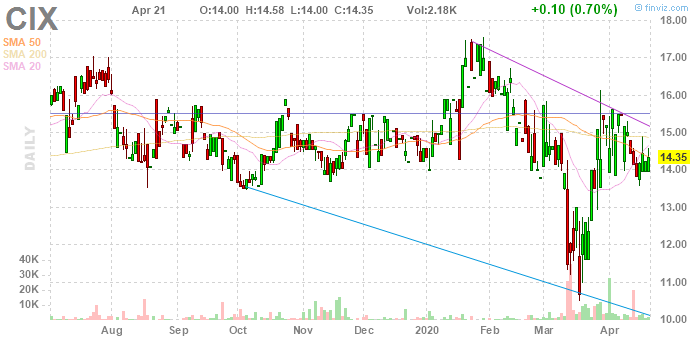 CIX Apr 21 O:14.00 H:14.58 L:14.00 C:14.35 Vol:2.18K +0.10 (0.70%) © finviz.com
SMA 50
SMA 200
SMA 20
DAILY
18.00
17.00
16.00
15.00
14.35
14.00
13.00
12.00
11.00
10.00
40K
30K
20K
10K
Aug Sep Oct Nov Dec 2020 Feb Mar Apr